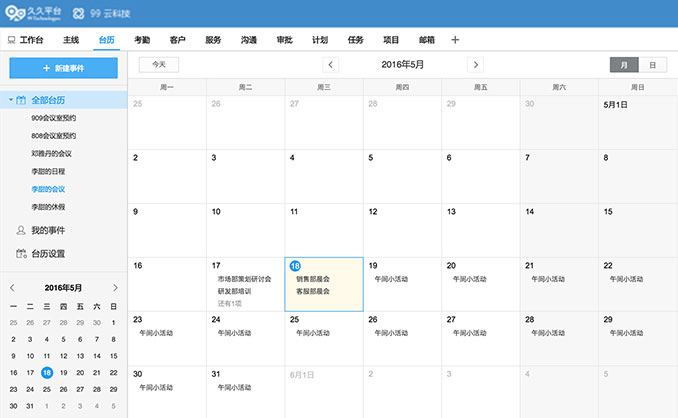 久久平台 99 云科技
99 Technologies
工作台 主线 台历 考勤 客户 服务 沟通 审批 计划 任务 项目 邮箱 +
+ 新建事件
今天 < 2016年5月 > 月 日
周一 周二 周三 周四 周五 周六 周日
全部台历
909会议室预约
808会议室预约
邓雅丹的会议
李甜的日程
李甜的会议
李甜的休假
我的事件
台历设置
25 26 27 28 29 30 5月1日
2 3 4 5 6 7 8
9 10 11 12 13 14 15
16 17 18 19 20 21 22
市场部策划研讨会 销售部晨会 午间小活动 午间小活动 午间小活动 午间小活动
研发部培训 客服部晨会
还有1项
23 24 25 26 27 28 29
午间小活动 午间小活动 午间小活动 午间小活动 午间小活动 午间小活动 午间小活动
30 31 6月1日 2 3 4 5
午间小活动 午间小活动
< 2016年5月 >
一 二 三 四 五 六 日
25 26 27 28 29 30 1
2 3 4 5 6 7 8
9 10 11 12 13 14 15
16 17 18 19 20 21 22
23 24 25 26 27 28 29
30 31 1 2 3 4 5